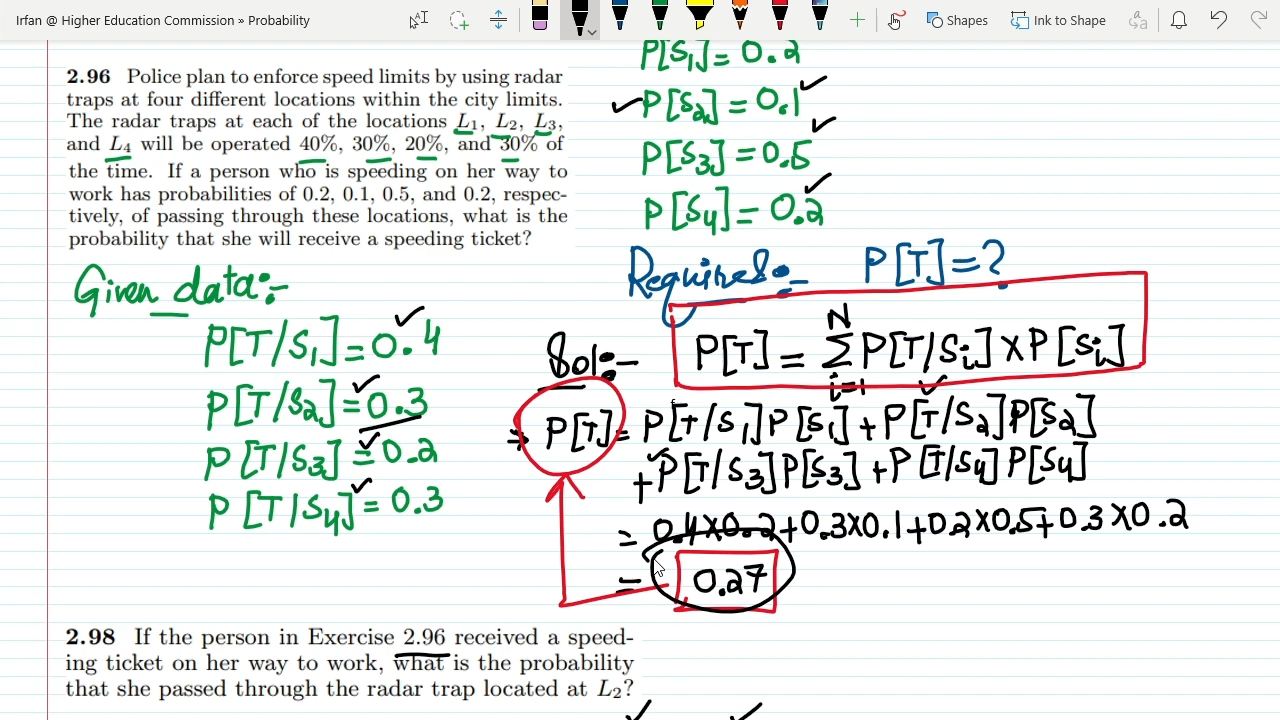 Irfan @ Higher Education Commission » Probability
Shapes
Ink to Shape
P[S1] = 0.2
2.96 Police plan to enforce speed limits by using radar
traps at four different locations within the city limits.
The radar traps at each of the locations L1, L2, L3,
and L4 will be operated 40%, 30%, 20%, and 30% of
the time. If a person who is speeding on her way to
work has probabilities of 0.2, 0.1, 0.5, and 0.2, respec-
tively, of passing through these locations, what is the
probability that she will receive a speeding ticket?
P[S2] = 0.1
P[S3] = 0.5
P[S4] = 0.2
Given data:-
P[T/S1] = 0.4
P[T/S2] = 0.3
P[T/S3] = 0.2
P[T/S4] = 0.3
Required:- P[T] = ?
P[T] = N Σ i=1 P[T/Si] X P[Si]
Sol:-
→ P[T] = P[T/S1]P[S1] + P[T/S2]P[S2]
+ P[T/S3]P[S3] + P[T/S4]P[S4]
= 0.4X0.2+0.3X0.1+0.2X0.5+0.3X0.2
= 0.27
2.98 If the person in Exercise 2.96 received a speed-
ing ticket on her way to work, what is the probability
that she passed through the radar trap located at L2?